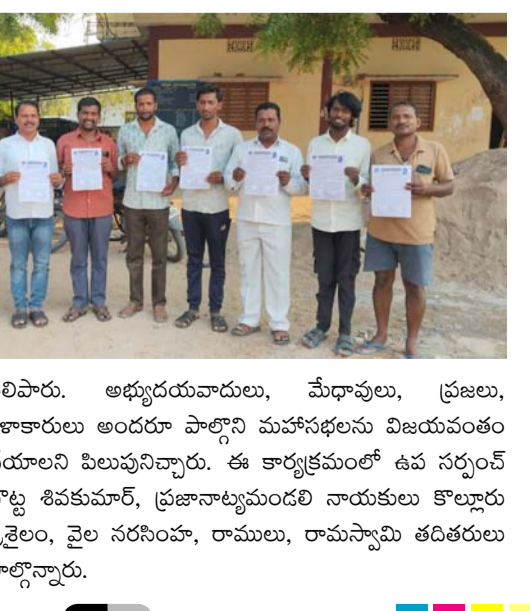 లిపారు. అభ్యుదయవాదులు, మేధావులు, ప్రజలు,
ళాకారులు అందరూ పాల్గొని మహాసభలను విజయవంతం
యాలని పిలుపునిచ్చారు. ఈ కార్యక్రమంలో ఉప సర్పంచ్
శివకుమార్, ప్రజానాట్యమండలి నాయకులు కొల్లూరు
శైలం, వైల నరసింహ, రాములు, రామస్వామి తదితరులు
ల్గొన్నారు.